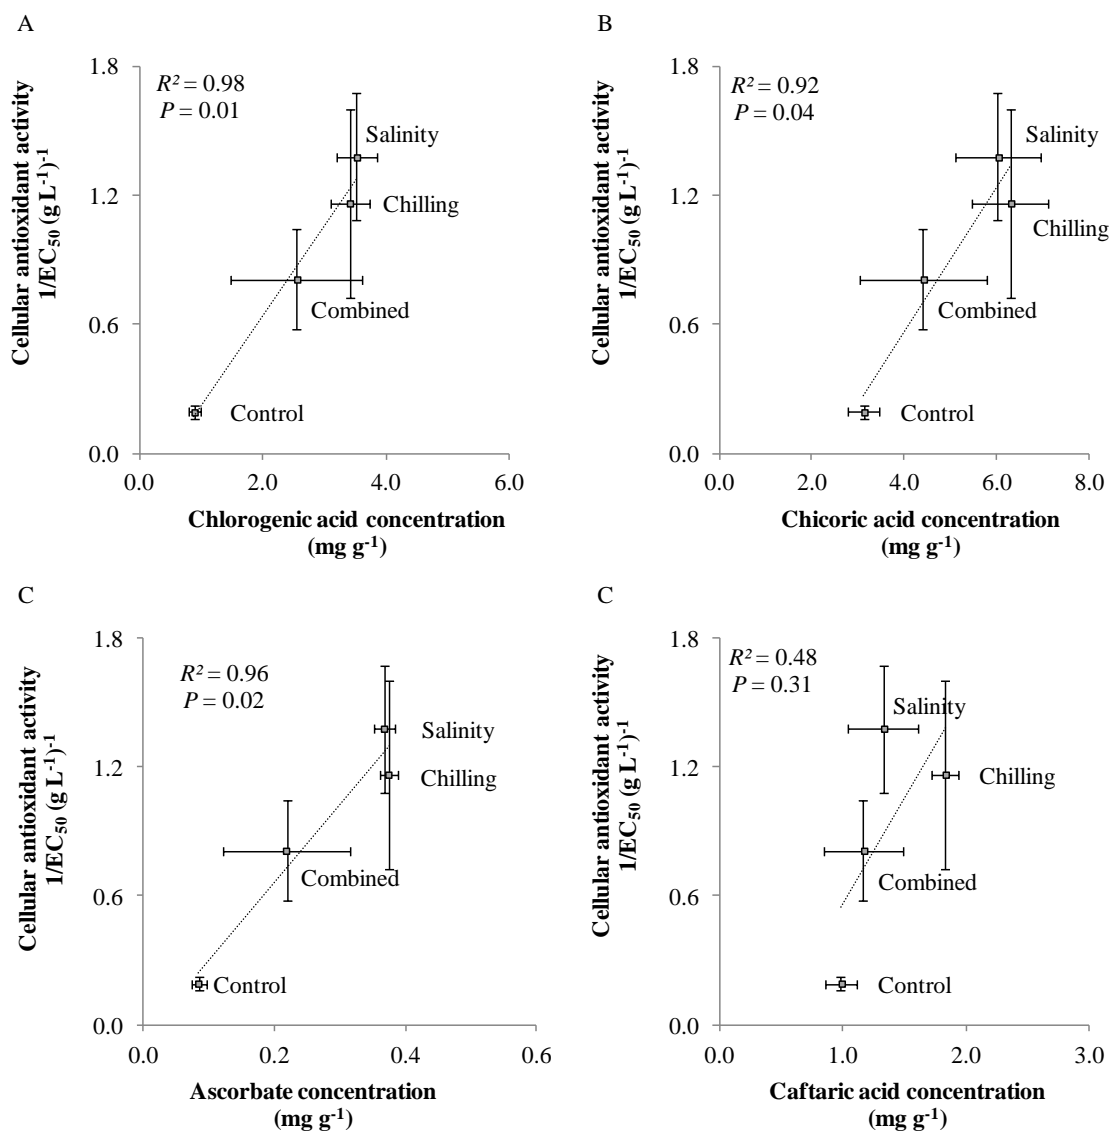 A
Cellular antioxidant activity
1/EC₅₀ (g L⁻¹)⁻¹
1.8
1.2
0.6
0.0
R² = 0.98
P = 0.01
Salinity
Chilling
Combined
Control
0.0 2.0 4.0 6.0
Chlorogenic acid concentration
(mg g⁻¹)
B
Cellular antioxidant activity
1/EC₅₀ (g L⁻¹)⁻¹
1.8
1.2
0.6
0.0
R² = 0.92
P = 0.04
Salinity
Chilling
Combined
Control
0.0 2.0 4.0 6.0 8.0
Chicoric acid concentration
(mg g⁻¹)
C
Cellular antioxidant activity
1/EC₅₀ (g L⁻¹)⁻¹
1.8
1.2
0.6
0.0
R² = 0.96
P = 0.02
Salinity
Chilling
Combined
Control
0.0 0.2 0.4 0.6
Ascorbate concentration
(mg g⁻¹)
C
Cellular antioxidant activity
1/EC₅₀ (g L⁻¹)⁻¹
1.8
1.2
0.6
0.0
R² = 0.48
P = 0.31
Salinity
Chilling
Combined
Control
0.0 1.0 2.0 3.0
Caftaric acid concentration
(mg g⁻¹)